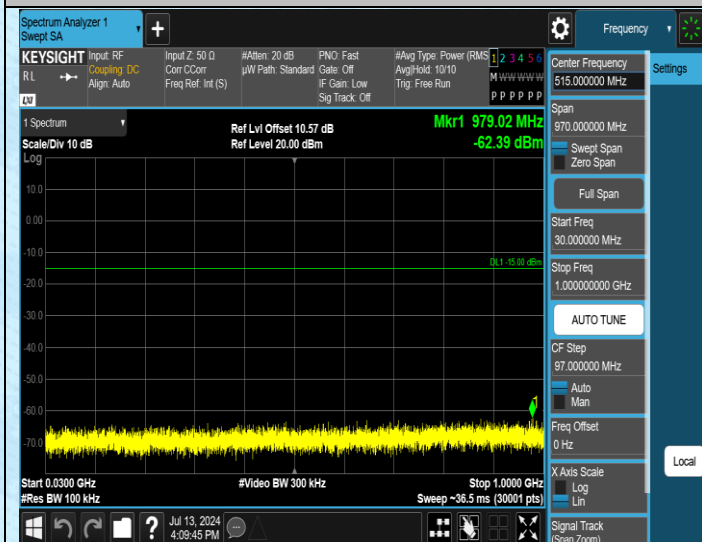 Spectrum Analyzer 1
Swept SA
Frequency
KEYSIGHT
RL
LXI
Input: RF
Coupling: DC
Align: Auto
Input Z: 50 Ω
Corr CCorr
Freq Ref: Int (S)
#Atten: 20 dB
µW Path: Standard
PNO: Fast
Gate: Off
IF Gain: Low
Sig Track: Off
#Avg Type: Power (RMS
Avg|Hold: 10/10
Trig: Free Run
1 2 3 4 5 6
M W W W W W
P P P P P P
1 Spectrum
Scale/Div 10 dB
Log
Ref Lvl Offset 10.57 dB
Ref Level 20.00 dBm
Mkr1 979.02 MHz
-62.39 dBm
10.0
0.00
-10.0
DL1 -15.00 dBm
-20.0
-30.0
-40.0
-50.0
-60.0
1
-70.0
Start 0.0300 GHz
#Res BW 100 kHz
#Video BW 300 kHz
Stop 1.0000 GHz
Sweep ~36.5 ms (30001 pts)
Jul 13, 2024
4:09:45 PM
Center Frequency
515.000000 MHz
Settings
Span
970.000000 MHz
Swept Span
Zero Span
Full Span
Start Freq
30.000000 MHz
Stop Freq
1.000000000 GHz
AUTO TUNE
CF Step
97.000000 MHz
Auto
Man
Freq Offset
0 Hz
Local
X Axis Scale
Log
Lin
Signal Track
(Span Zoom)